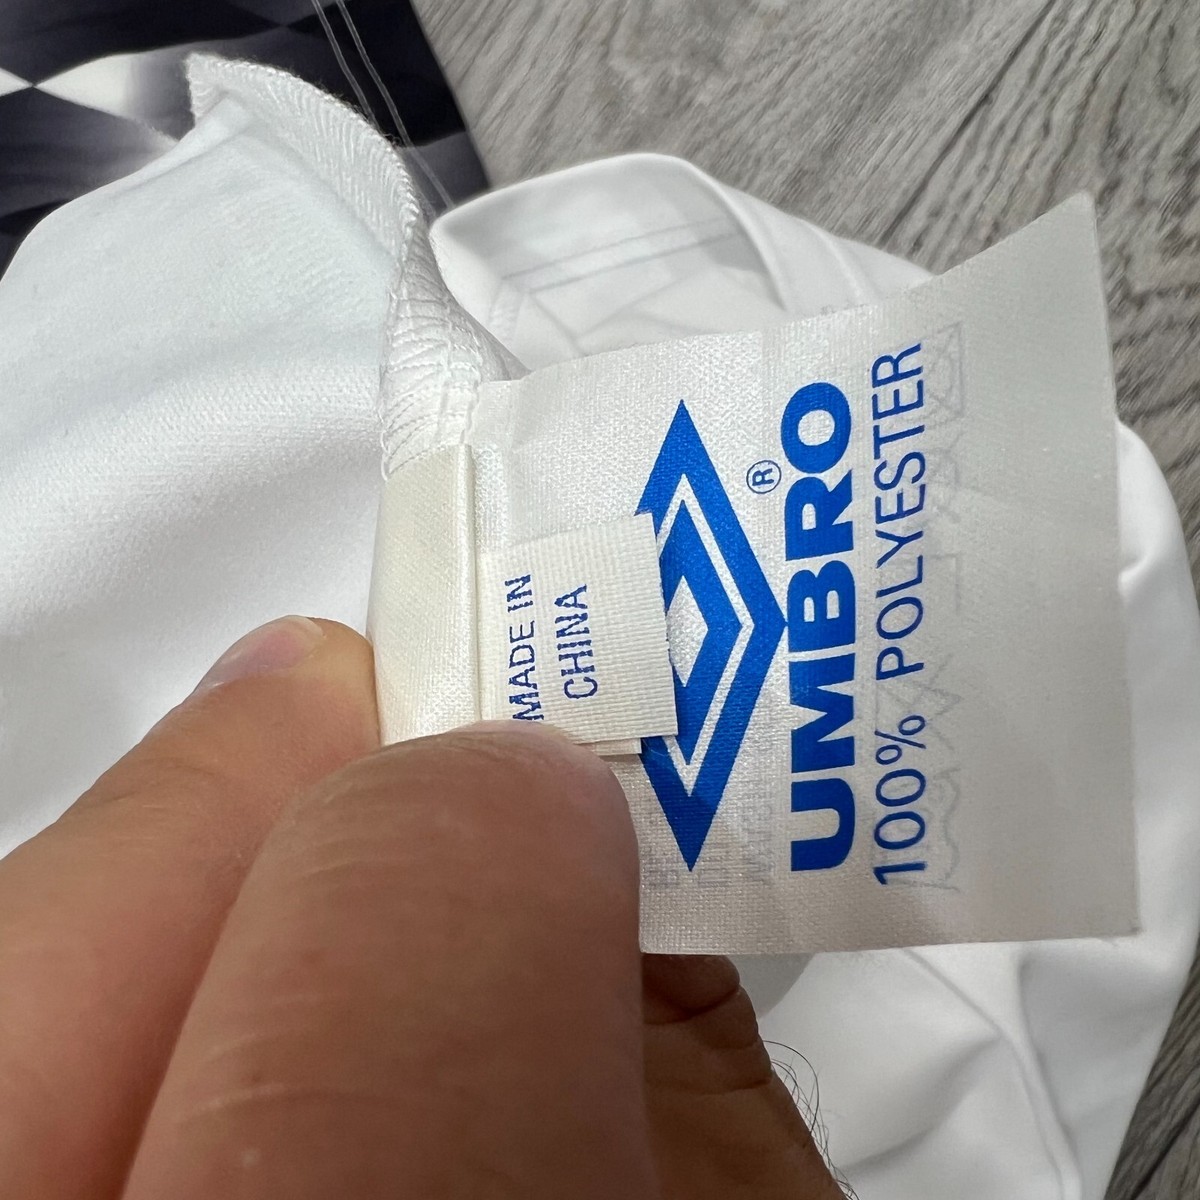 MADE IN
CHINA
UMBRO®
100% POLYESTER